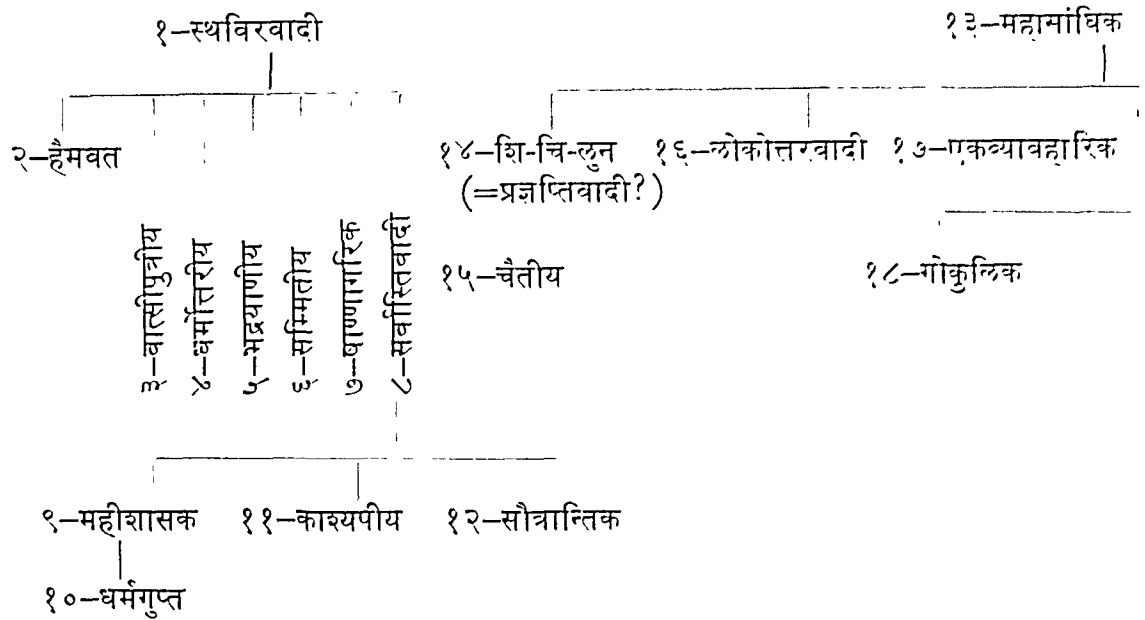 १–स्थविरवादी
१३–महासांघिक
२–हैमवत
१४–शि-चि-लुन
(=प्रज्ञप्तिवादी?)
१६–लोकोत्तरवादी
१७–एकव्यावहारिक
३–वात्सीपुत्रीय
४–धर्मोत्तरीय
५–भद्रयाणीय
६–सम्मितीय
७–षाण्णागरिक
८–सर्वास्तिवादी
१५–चैतीय
१८–गोकुलिक
९–महीशासक
११–काश्यपीय
१२–सौत्रान्तिक
१०–धर्मगुप्त